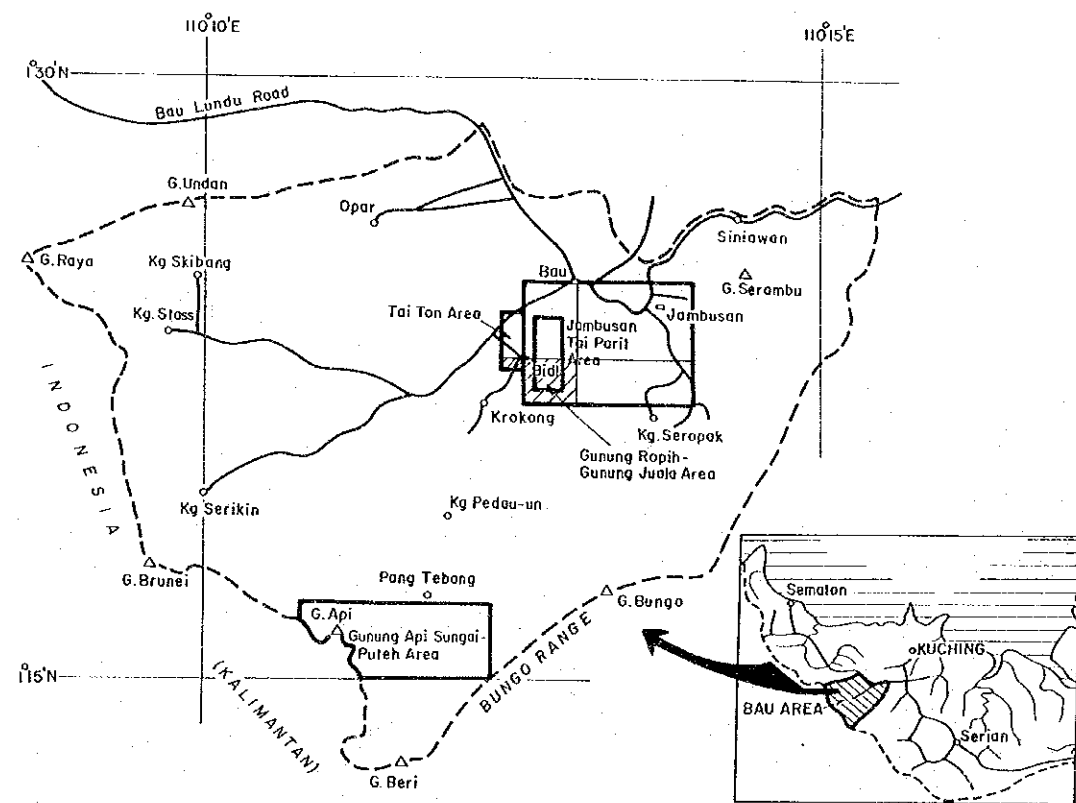 110°10'E
110°15'E
1°30'N
Bau Lundu Road
G.Undan
Opar
Siniawan
G.Raya
Kg Skibang
Bau
G.Serambu
Kg. Stass
Tai Ton Area
Jambusan
Tai Parit
Area
Jambusan
Bidi
INDONESIA
Krokong
Kg.Seropak
Gunung Ropih-
Gunung Juala Area
Kg Serikin
Kg Pedau-un
G.Brunei
Pang Tebang
G.Bungo
G.Api
Gunung Api Sungai-
Puteh Area
BUNGO RANGE
1°15'N
(KALIMANTAN)
G.Beri
Sematan
KUCHING
BAU AREA
Serian